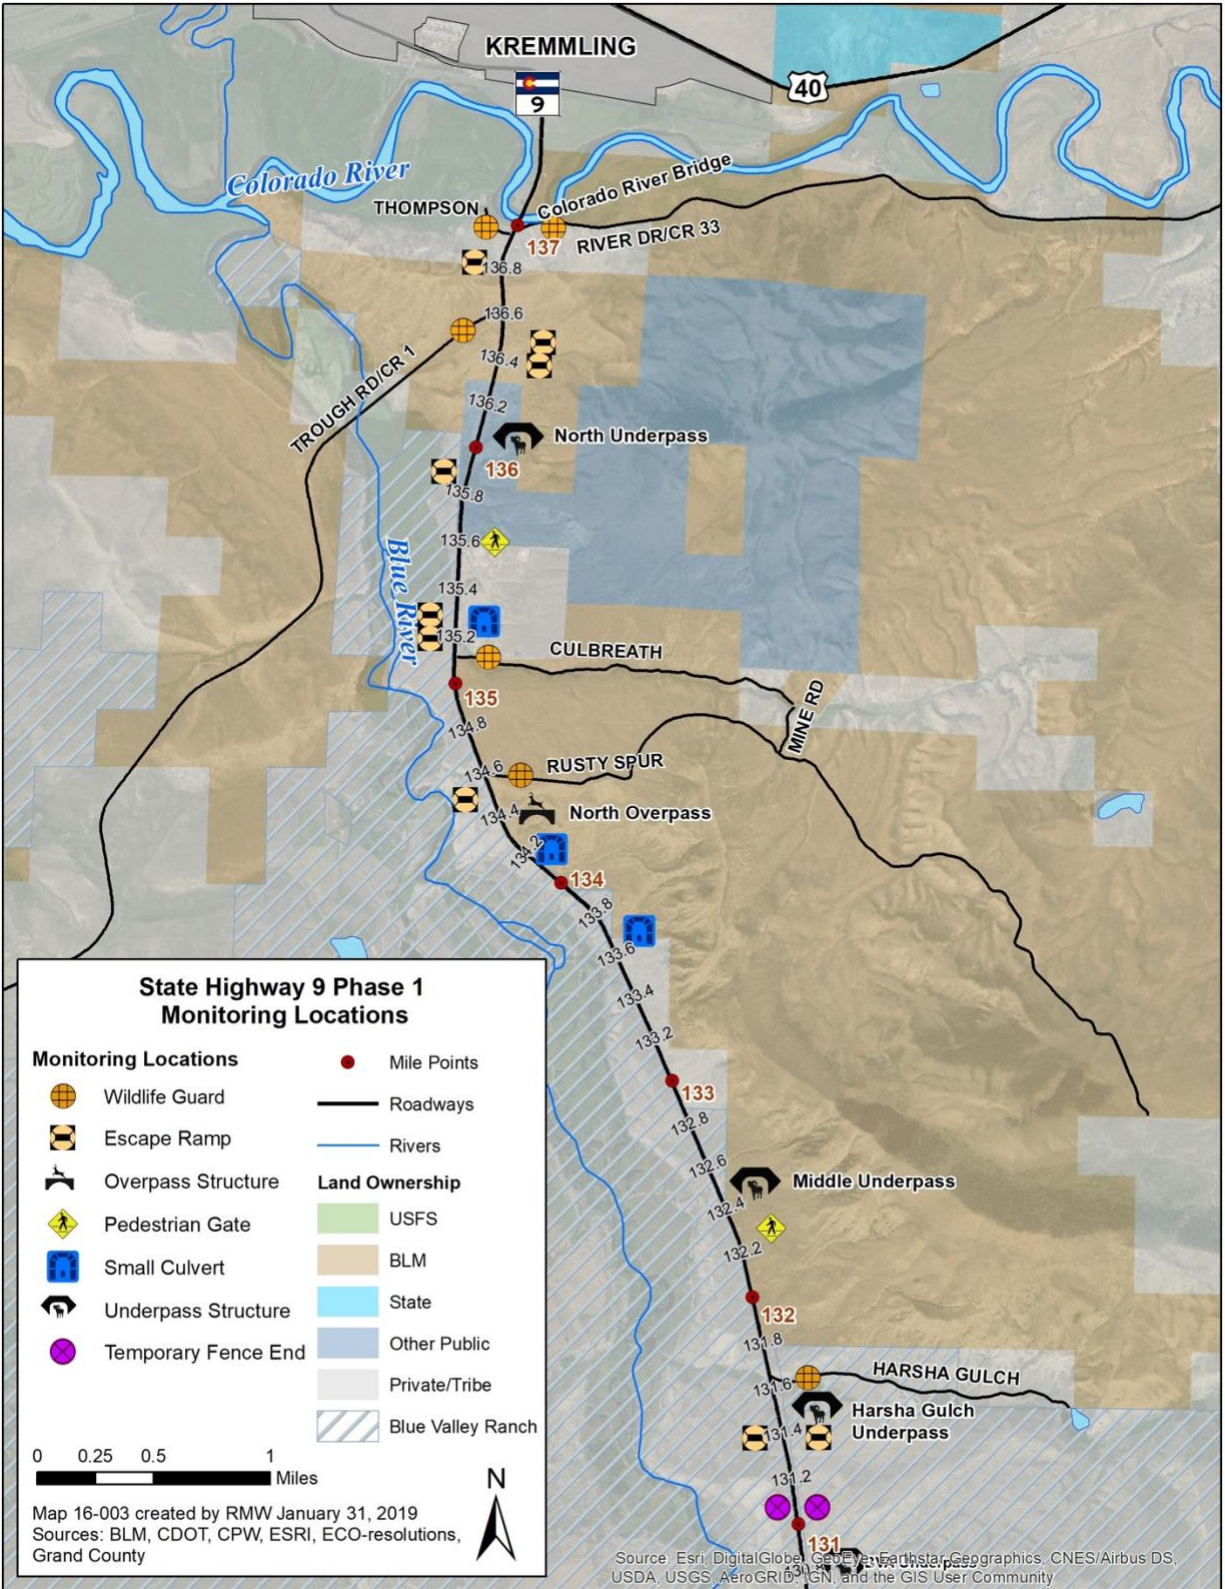 KREMMLING
9
40
Colorado River
Colorado River Bridge
THOMPSON
RIVER DR/CR 33
137
136.8
136.6
136.4
TROUGH RD/CR 1
136.2
North Underpass
136
135.8
135.6
Blue River
135.4
135.2
CULBREATH
135
MINE RD
134.8
134.6
RUSTY SPUR
134.4
North Overpass
134.2
134
133.8
133.6
133.4
133.2
133
132.8
132.6
Middle Underpass
132.4
132.2
132
131.8
HARSHA GULCH
131.6
Harsha Gulch
Underpass
131.4
131.2
131
130.8
BVA Underpass
State Highway 9 Phase 1
Monitoring Locations
Monitoring Locations
Wildlife Guard
Escape Ramp
Overpass Structure
Pedestrian Gate
Small Culvert
Underpass Structure
Temporary Fence End
Mile Points
Roadways
Rivers
Land Ownership
USFS
BLM
State
Other Public
Private/Tribe
Blue Valley Ranch
0 0.25 0.5 1
Miles
N
Map 16-003 created by RMW January 31, 2019
Sources: BLM, CDOT, CPW, ESRI, ECO-resolutions,
Grand County
Source: Esri, DigitalGlobe, GeoEye, Earthstar Geographics, CNES/Airbus DS,
USDA, USGS, AeroGRID, IGN, and the GIS User Community